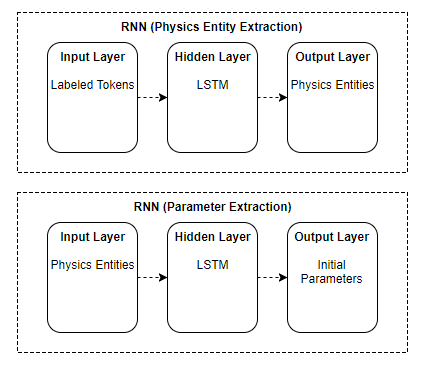 RNN (Physics Entity Extraction)
Input Layer
Labeled Tokens
Hidden Layer
LSTM
Output Layer
Physics Entities
RNN (Parameter Extraction)
Input Layer
Physics Entities
Hidden Layer
LSTM
Output Layer
Initial
Parameters